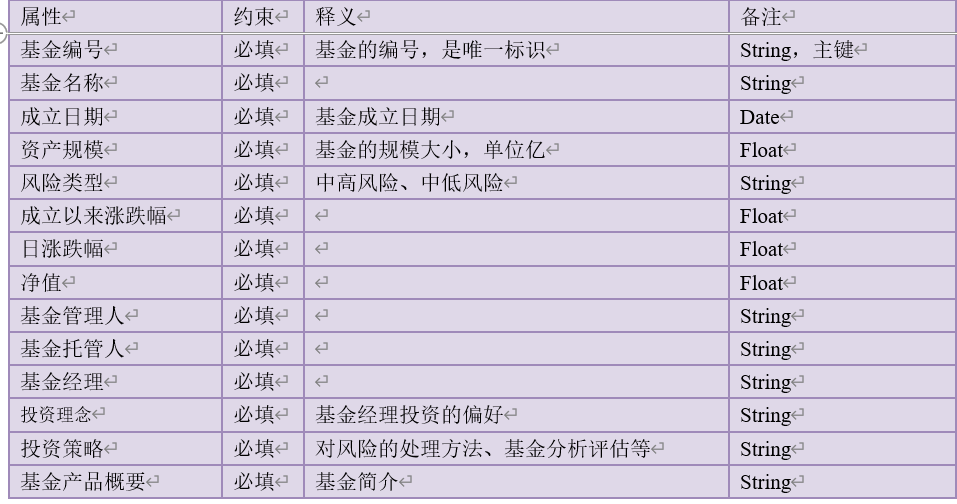 属性 约束 释义 备注
基金编号 必填 基金的编号，是唯一标识 String，主键
基金名称 必填 String
成立日期 必填 基金成立日期 Date
资产规模 必填 基金的规模大小，单位亿 Float
风险类型 必填 中高风险、中低风险 String
成立以来涨跌幅 必填 Float
日涨跌幅 必填 Float
净值 必填 Float
基金管理人 必填 String
基金托管人 必填 String
基金经理 必填 String
投资理念 必填 基金经理投资的偏好 String
投资策略 必填 对风险的处理方法、基金分析评估等 String
基金产品概要 必填 基金简介 String